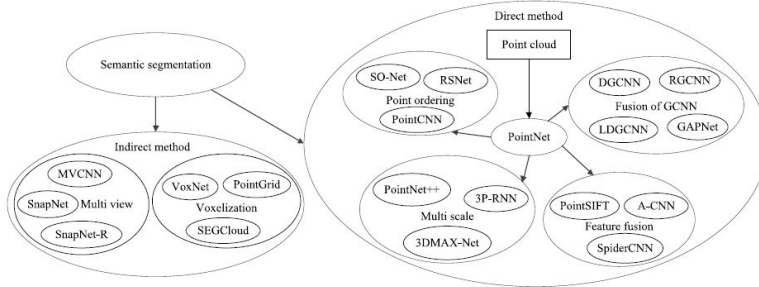 Semantic segmentation
Indirect method
MVCNN
SnapNet Multi view
SnapNet-R
VoxNet PointGrid
Voxelization
SEGCloud
Direct method
Point cloud
SO-Net RSNet
Point ordering
PointCNN
PointNet
DGCNN RGCNN
Fusion of GCNN
LDGCNN GAPNet
PointNet++ 3P-RNN
Multi scale
3DMAX-Net
PointSIFT A-CNN
Feature fusion
SpiderCNN